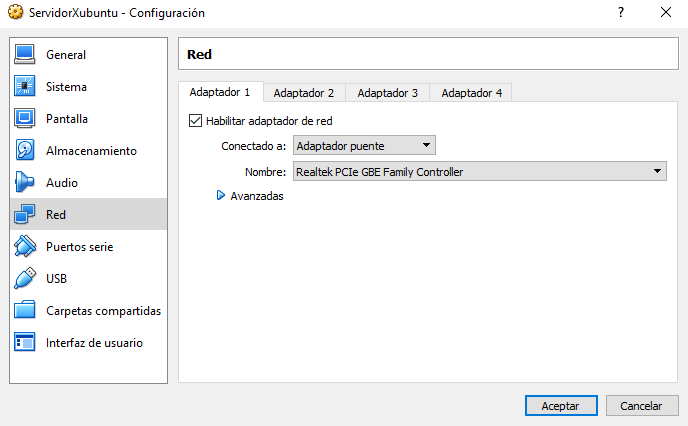 ServidorXubuntu - Configuración
General
Sistema
Pantalla
Almacenamiento
Audio
Red
Puertos serie
USB
Carpetas compartidas
Interfaz de usuario
Red
Adaptador 1 Adaptador 2 Adaptador 3 Adaptador 4
Habilitar adaptador de red
Conectado a: Adaptador puente
Nombre: Realtek PCIe GBE Family Controller
Avanzadas
Aceptar Cancelar